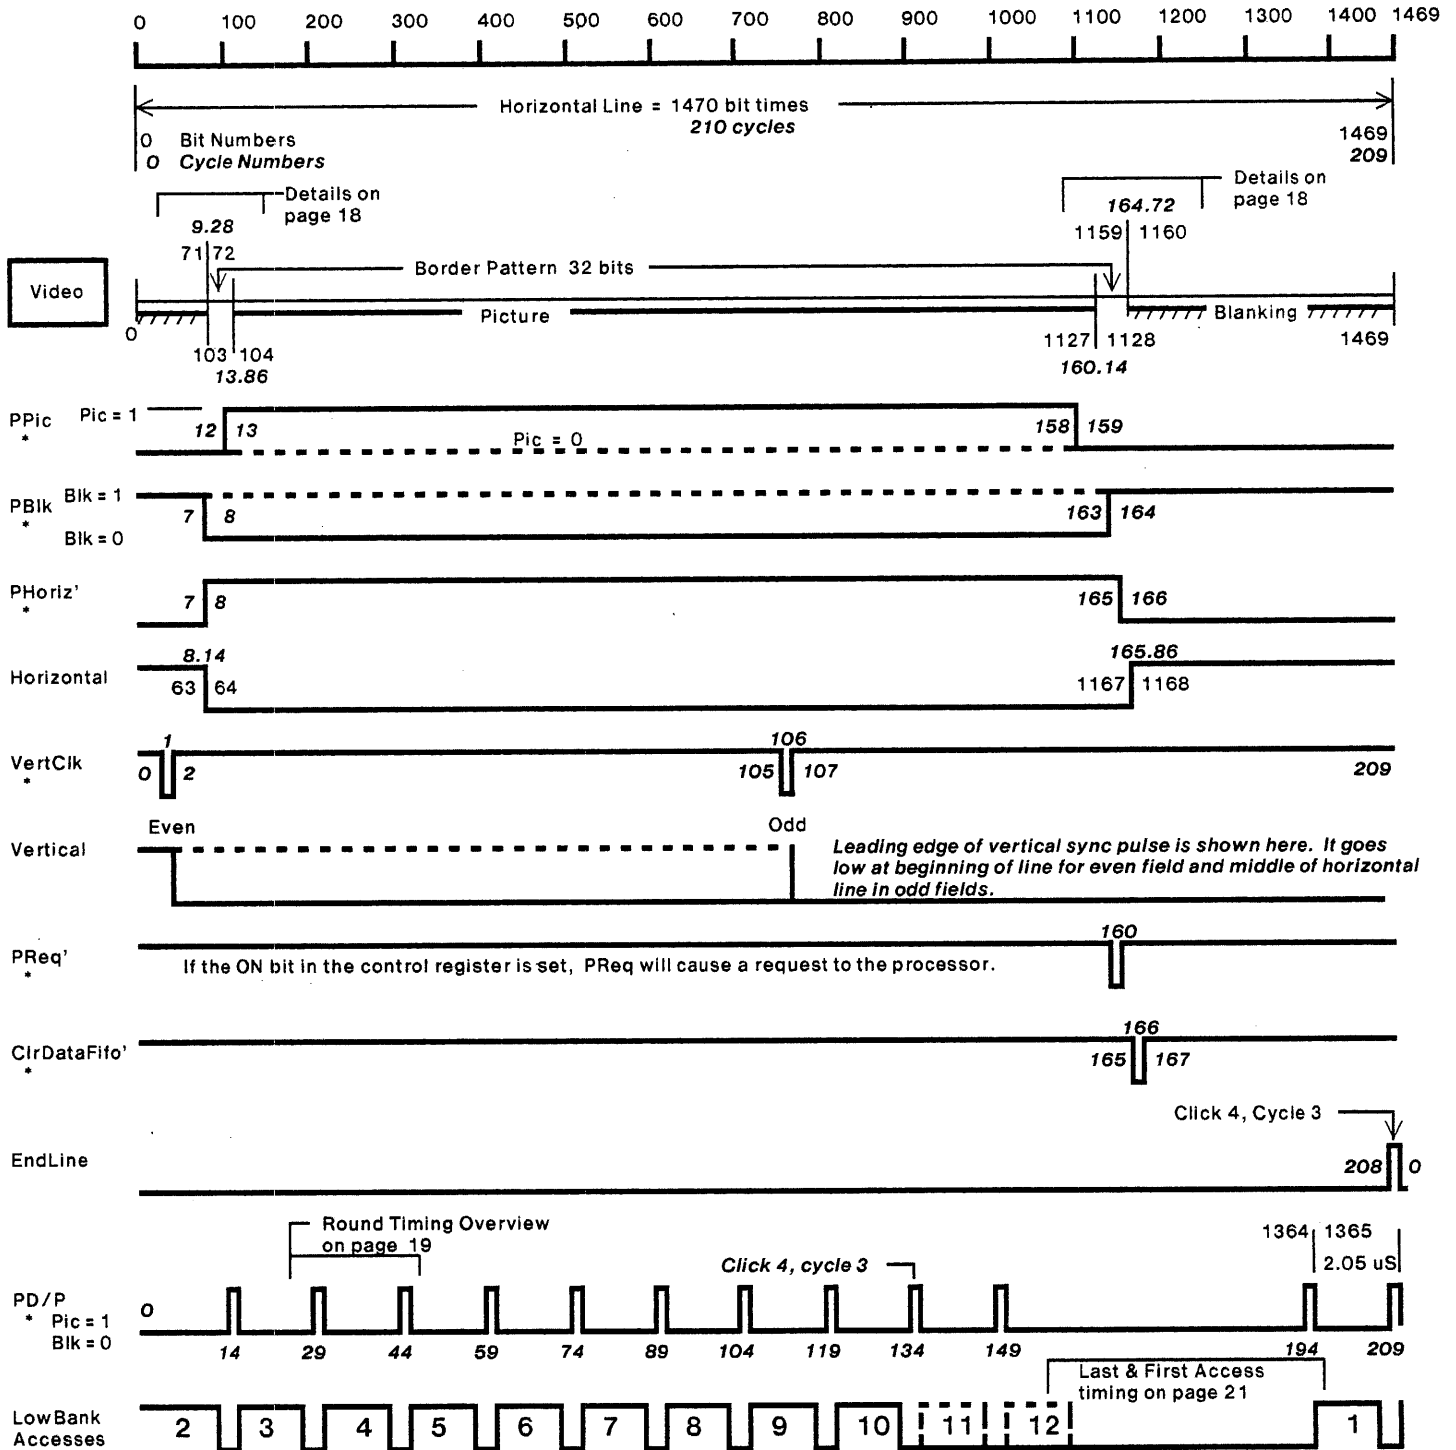 0 100 200 300 400 500 600 700 800 900 1000 1100 1200 1300 1400 1469
Horizontal Line = 1470 bit times
210 cycles
0 Bit Numbers 1469
0 Cycle Numbers 209
Details on
page 18
Details on
page 18
9.28
164.72
71 72
1159 1160
Border Pattern 32 bits
Video
Picture
Blanking
0
1469
103 104
13.86
1127 1128
160.14
PPic
*
Pic = 1
12 13
Pic = 0
158 159
PBlk
*
Blk = 1
7 8
163 164
Blk = 0
PHoriz'
*
7 8
165 166
8.14
165.86
Horizontal
63 64
1167 1168
1
106
VertClk
*
0 2
105 107
209
Even
Odd
Vertical
Leading edge of vertical sync pulse is shown here. It goes
low at beginning of line for even field and middle of horizontal
line in odd fields.
160
PReq'
*
If the ON bit in the control register is set, PReq will cause a request to the processor.
166
ClrDataFifo'
*
165 167
Click 4, Cycle 3
EndLine
208 0
Round Timing Overview
on page 19
Click 4, cycle 3
1364 1365
2.05 uS
PD/P
* Pic = 1
Blk = 0
0
14 29 44 59 74 89 104 119 134 149 194 209
Last & First Access
timing on page 21
LowBank
Accesses
2 3 4 5 6 7 8 9 10 11 12 1